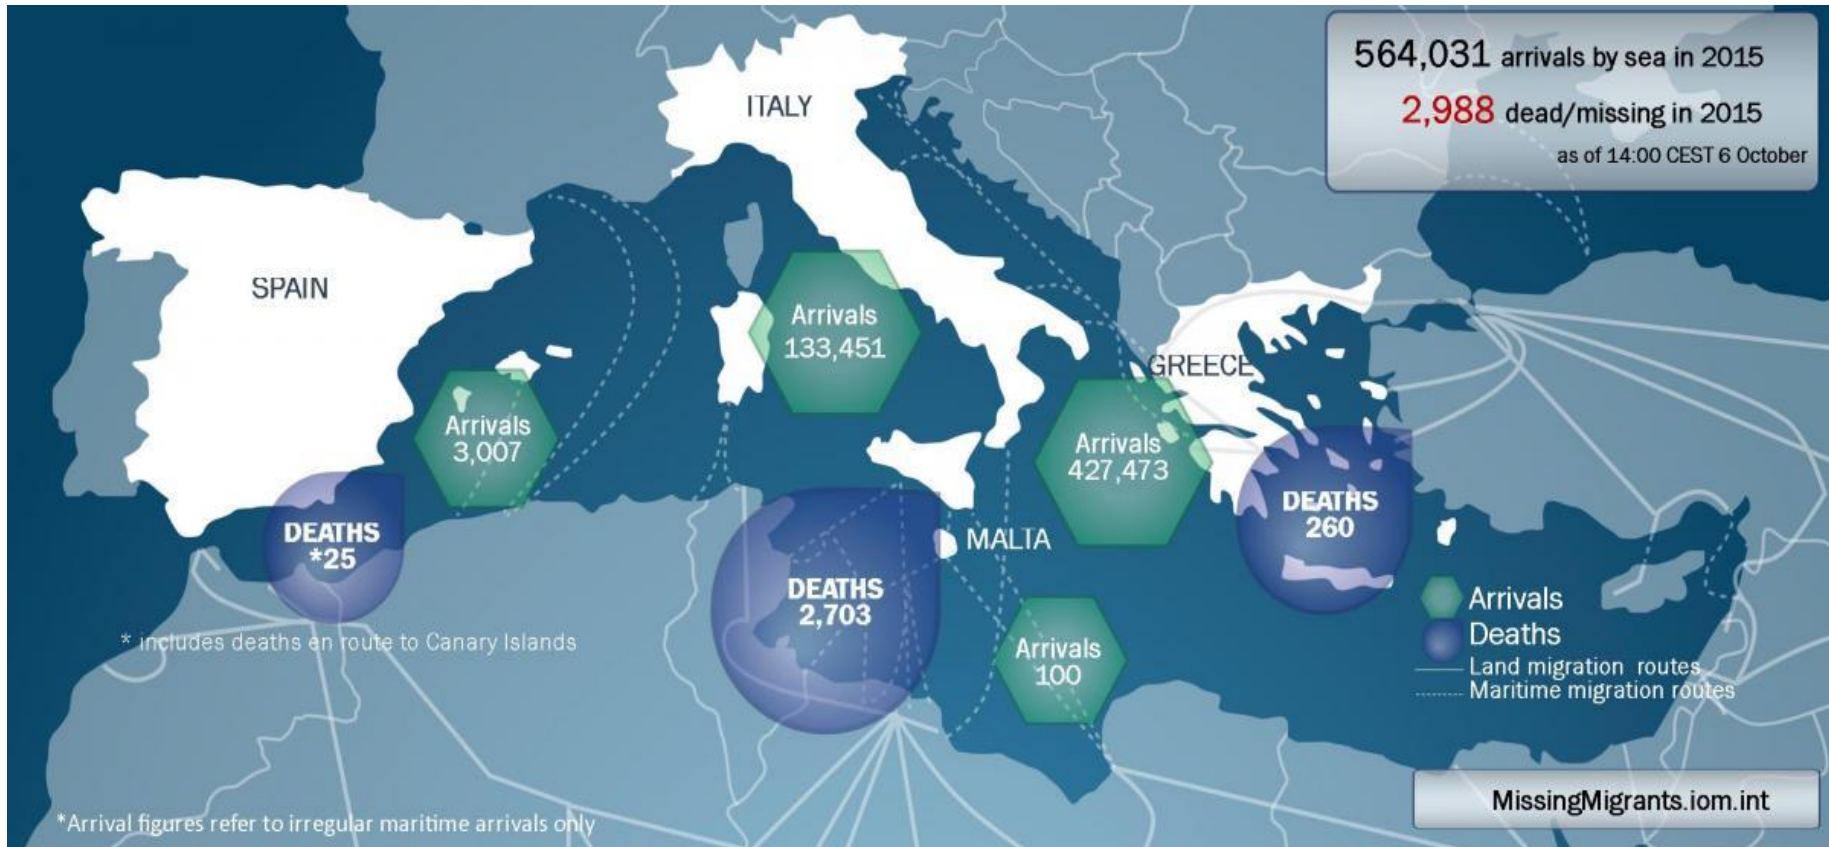 564,031 arrivals by sea in 2015
2,988 dead/missing in 2015
as of 14:00 CEST 6 October
ITALY
SPAIN
Arrivals
133,451
GREECE
Arrivals
3,007
Arrivals
427,473
DEATHS
*25
DEATHS
260
MALTA
DEATHS
2,703
Arrivals
100
* includes deaths en route to Canary Islands
Arrivals
Deaths
Land migration routes
Maritime migration routes
MissingMigrants.iom.int
*Arrival figures refer to irregular maritime arrivals only